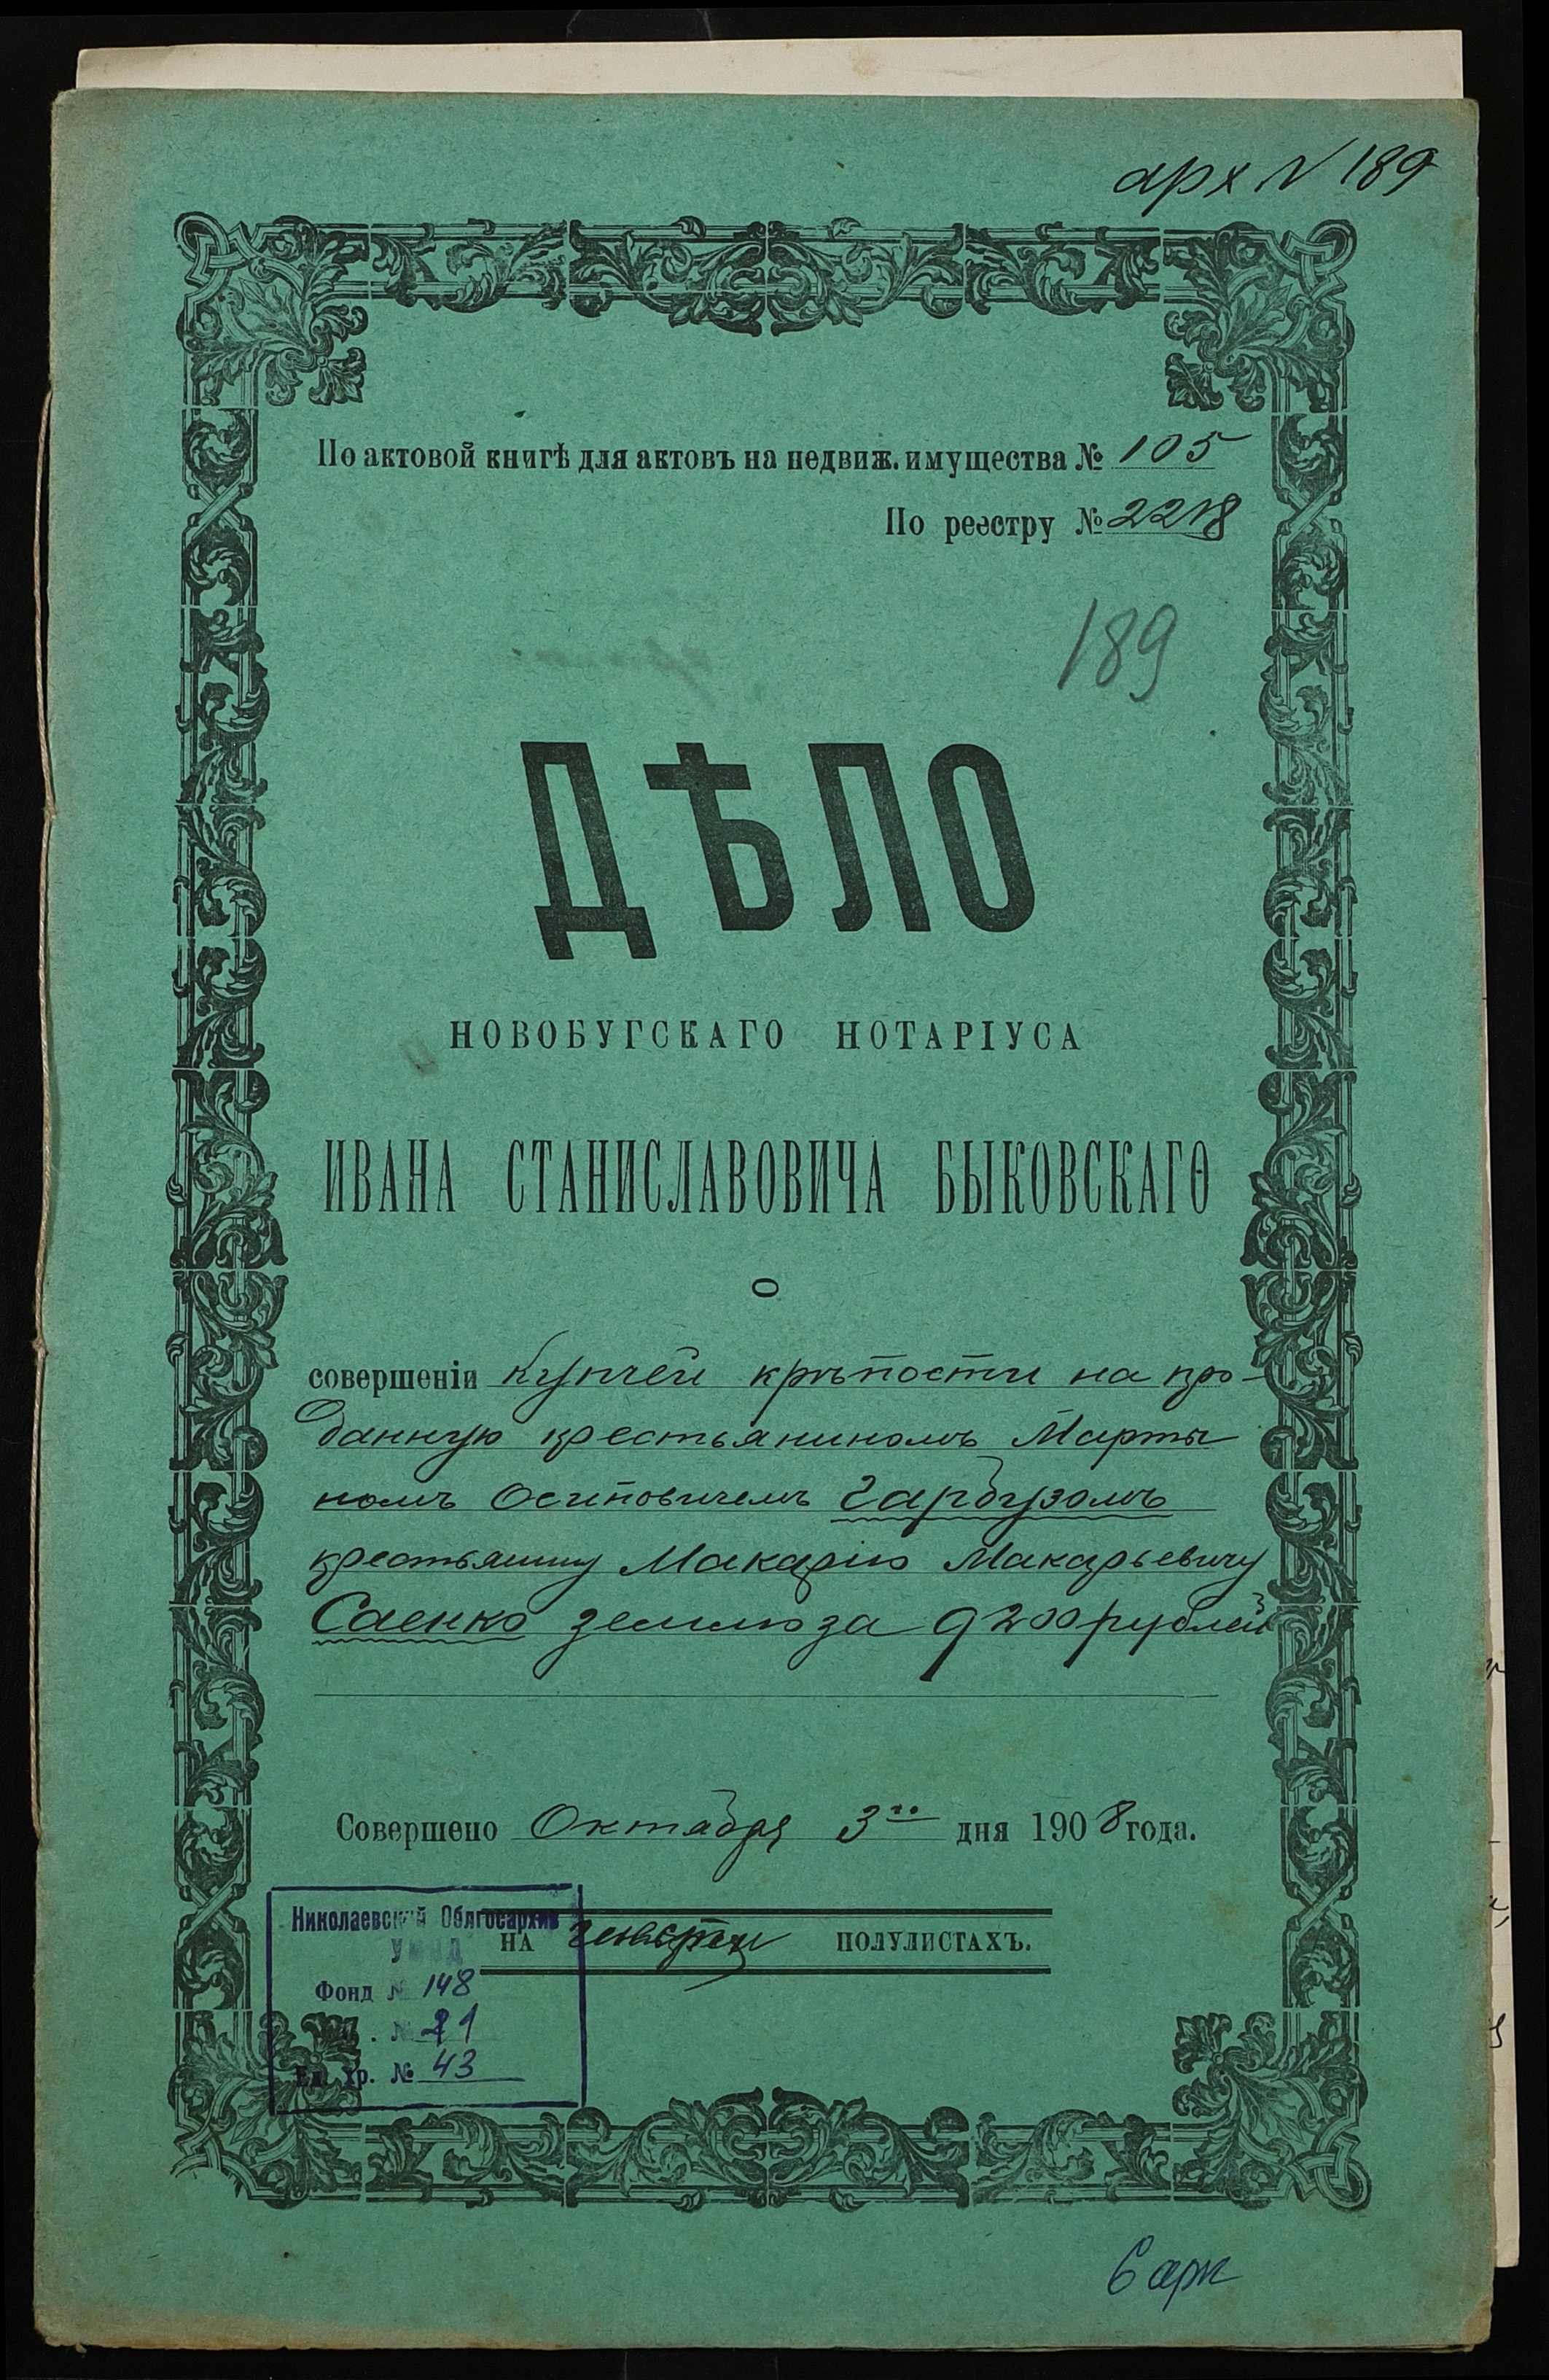 арх № 189
По актовой книгѣ для актовъ на недвиж. имущества № 105
По реестру № 2218
189
ДѢЛО
НОВОБУГСКАГО НОТАРІУСА
ИВАНА СТАНИСЛАВОВИЧА БЫКОВСКАГО
О
совершеніи купчей крѣпости на про-
данную крестьяниномъ Марты
номъ Осиповичемъ Гарбузомъ
крестьянину Макарію Макарьевичу
Саенко землю за 9200 рублей
Совершено Октября 3го дня 1908 года.
НА четырехъ ПОЛУЛИСТАХЪ.
Николаевский Облгосархив
Фонд № 148
. № 21
Ед. хр. № 43
6 арк